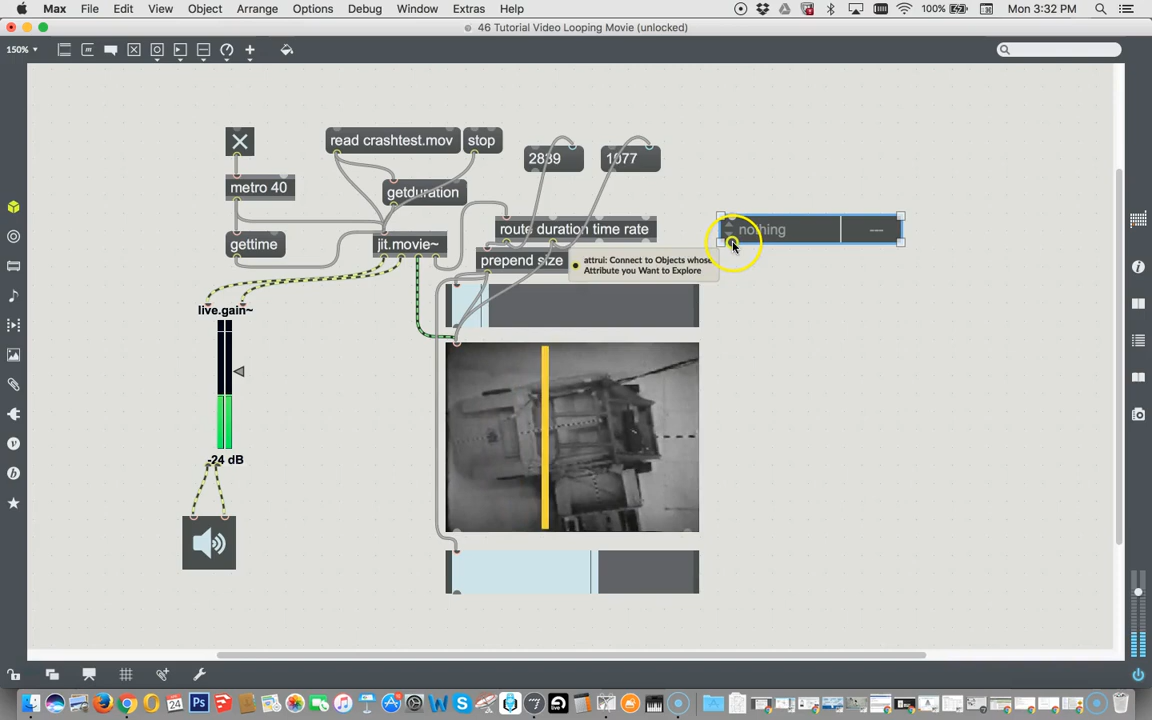 Max File Edit View Object Arrange Options Debug Window Extras Help 100% Mon 3:32 PM
46 Tutorial Video Looping Movie (unlocked)
150%
read crashtest.mov stop
2839 1077
metro 40
getduration
gettime
jit.movie~
route duration time rate
nothing
prepend size
attrui: Connect to Objects whose
Attribute you Want to Explore
live.gain~
-24 dB